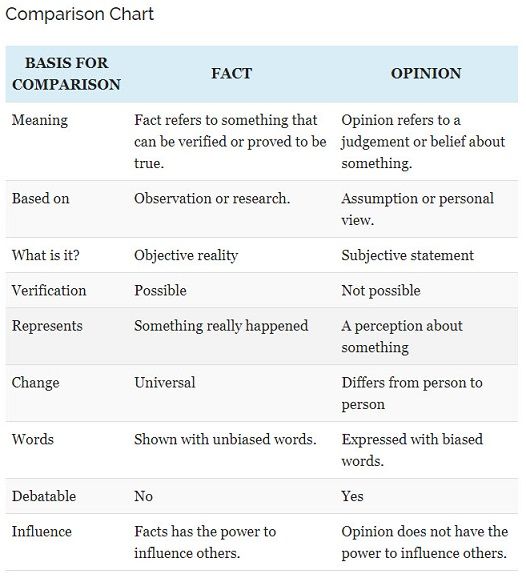 Comparison Chart
BASIS FOR
COMPARISON
FACT
OPINION
Meaning
Fact refers to something that
can be verified or proved to be
true.
Opinion refers to a
judgement or belief about
something.
Based on
Observation or research.
Assumption or personal
view.
What is it?
Objective reality
Subjective statement
Verification
Possible
Not possible
Represents
Something really happened
A perception about
something
Change
Universal
Differs from person to
person
Words
Shown with unbiased words.
Expressed with biased
words.
Debatable
No
Yes
Influence
Facts has the power to
influence others.
Opinion does not have the
power to influence others.